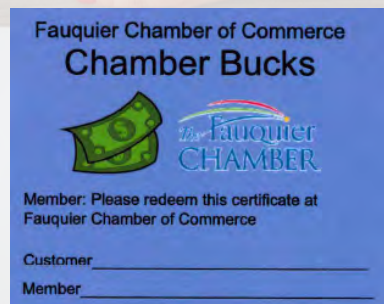 Fauquier Chamber of Commerce
Chamber Bucks
The Fauquier
CHAMBER
Member: Please redeem this certificate at
Fauquier Chamber of Commerce
Customer
Member